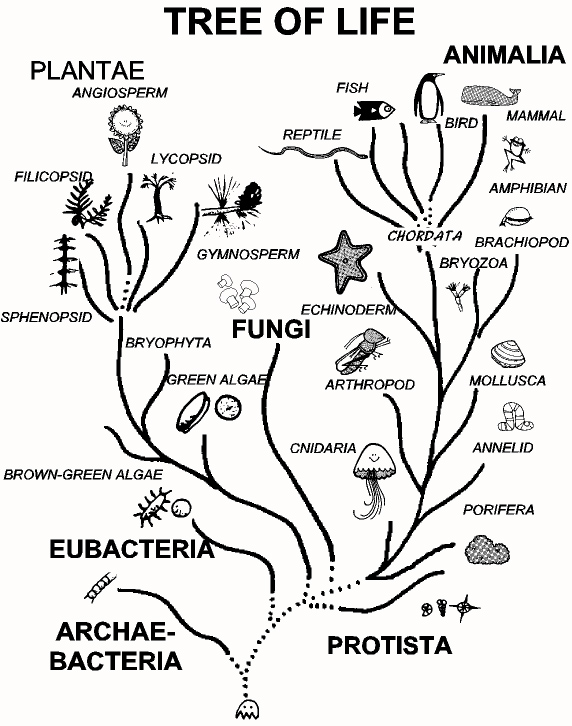 TREE OF LIFE
ANIMALIA
PLANTAE
ANGIOSPERM
FISH
BIRD
MAMMAL
REPTILE
LYCOPSID
FILICOPSID
AMPHIBIAN
CHORDATA
BRACHIOPOD
GYMNOSPERM
BRYOZOA
ECHINODERM
SPHENOPSID
FUNGI
BRYOPHYTA
GREEN ALGAE
ARTHROPOD
MOLLUSCA
CNIDARIA
ANNELID
BROWN-GREEN ALGAE
PORIFERA
EUBACTERIA
ARCHAE-
BACTERIA
PROTISTA